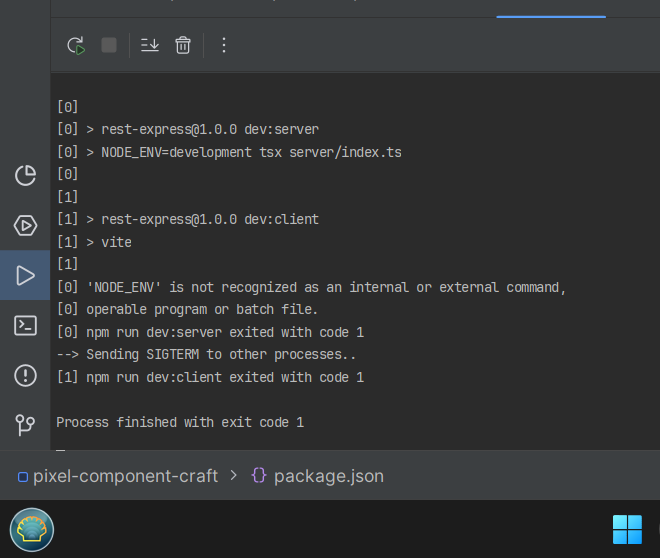 [0]
[0] > rest-express@1.0.0 dev:server
[0] > NODE_ENV=development tsx server/index.ts
[0]
[1]
[1] > rest-express@1.0.0 dev:client
[1] > vite
[1]
[0] 'NODE_ENV' is not recognized as an internal or external command,
[0] operable program or batch file.
[0] npm run dev:server exited with code 1
--> Sending SIGTERM to other processes..
[1] npm run dev:client exited with code 1
Process finished with exit code 1
pixel-component-craft > {} package.json